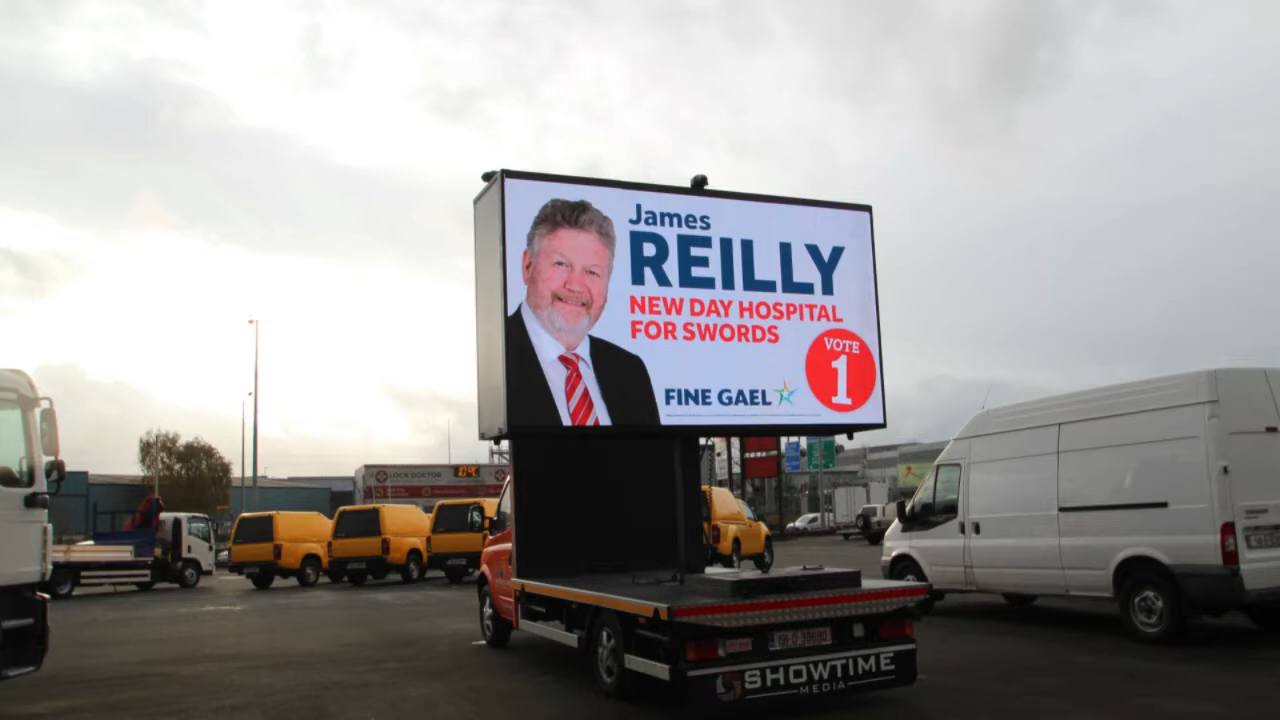 James
REILLY
NEW DAY HOSPITAL
FOR SWORDS
VOTE
1
FINE GAEL
LOCK DOCTOR
SHOWTIME
MEDIA